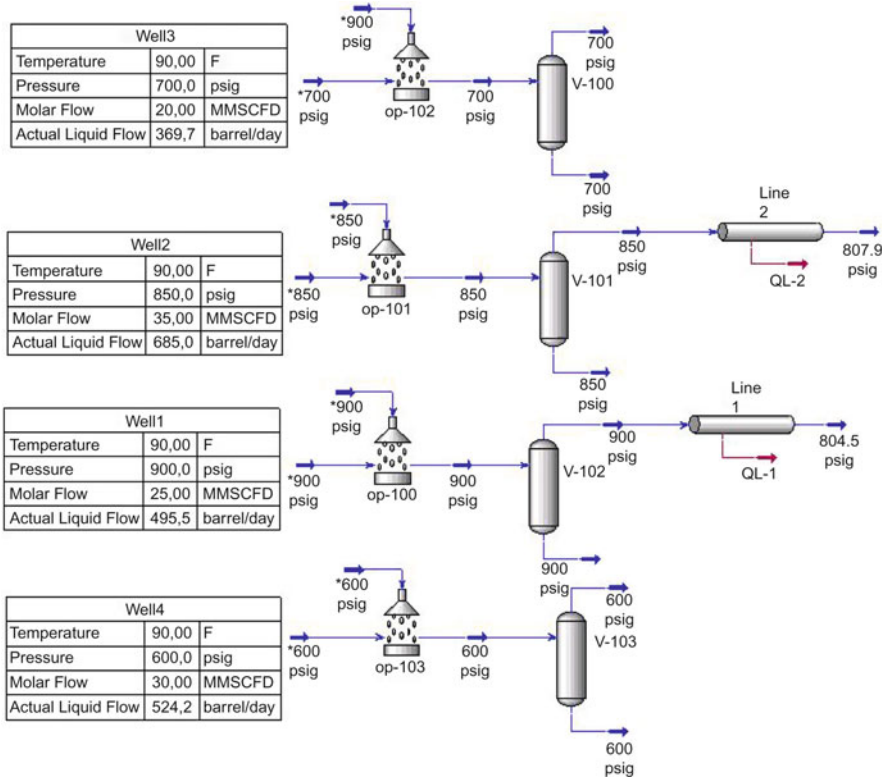 Well3
Temperature 90,00 F
Pressure 700,0 psig
Molar Flow 20,00 MMSCFD
Actual Liquid Flow 369,7 barrel/day
*900
psig
*700
psig
op-102
700
psig
700
psig
V-100
700
psig
Well2
Temperature 90,00 F
Pressure 850,0 psig
Molar Flow 35,00 MMSCFD
Actual Liquid Flow 685,0 barrel/day
*850
psig
*850
psig
op-101
850
psig
V-101
850
psig
850
psig
Line
2
QL-2
807.9
psig
Well1
Temperature 90,00 F
Pressure 900,0 psig
Molar Flow 25,00 MMSCFD
Actual Liquid Flow 495,5 barrel/day
*900
psig
*900
psig
op-100
900
psig
V-102
900
psig
900
psig
Line
1
QL-1
804.5
psig
Well4
Temperature 90,00 F
Pressure 600,0 psig
Molar Flow 30,00 MMSCFD
Actual Liquid Flow 524,2 barrel/day
*600
psig
*600
psig
op-103
600
psig
600
psig
V-103
600
psig